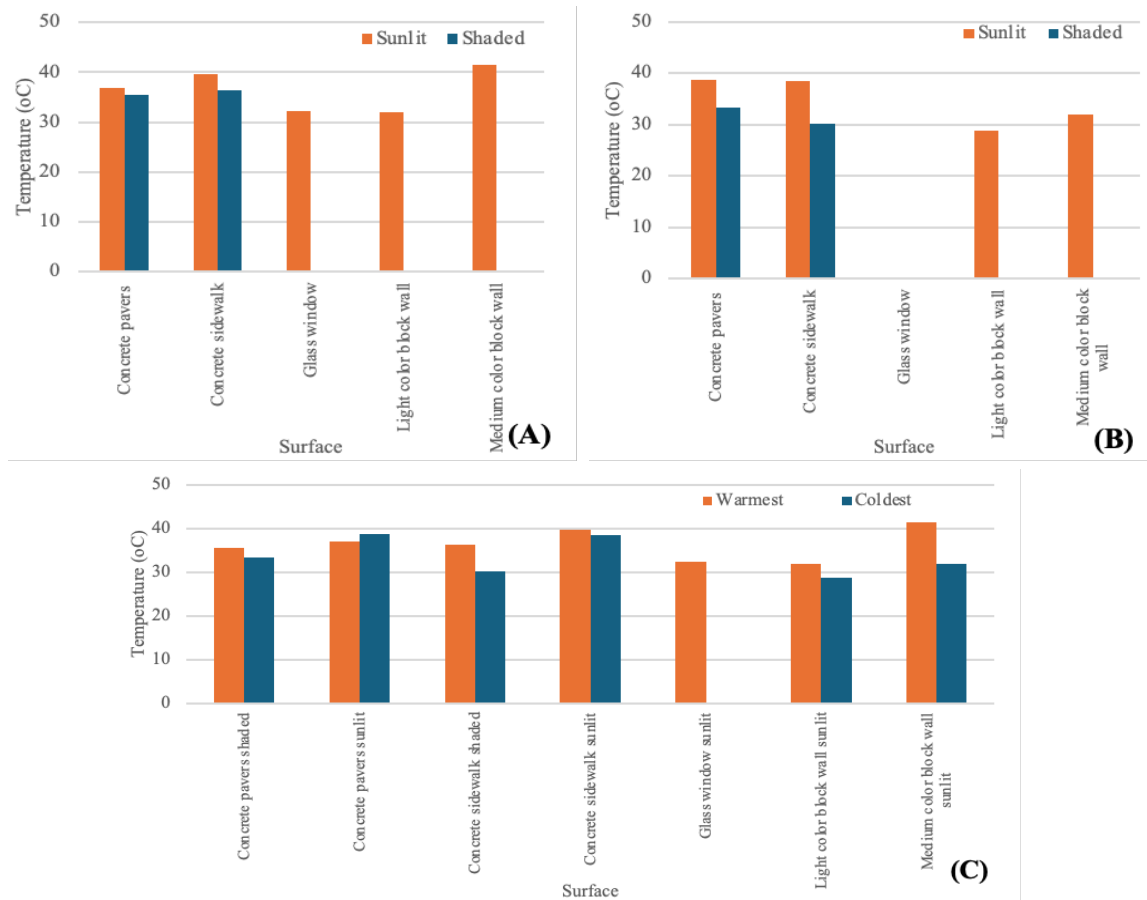 50
40
30
20
10
0
Temperature (oC)
Sunlit Shaded
Concrete pavers
Concrete sidewalk
Glass window
Light color block wall
Medium color block wall
Surface
(A)
50
40
30
20
10
0
Temperature (oC)
Sunlit Shaded
Concrete pavers
Concrete sidewalk
Glass window
Light color block wall
Medium color block
wall
Surface
(B)
50
40
30
20
10
0
Temperature (oC)
Warmest Coldest
Concrete pavers shaded
Concrete pavers sunlit
Concrete sidewalk shaded
Concrete sidewalk sunlit
Glass window sunlit
Light color block wall sunlit
Medium color block wall
sunlit
Surface
(C)